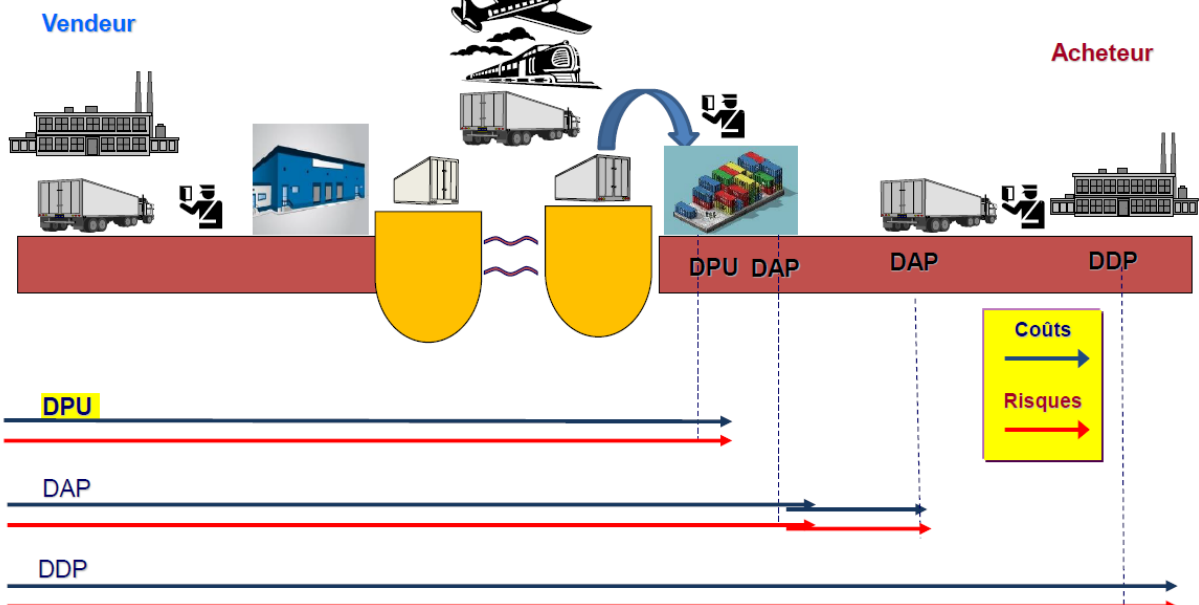 Vendeur
Acheteur
DPU DAP DAP DDP
Coûts
Risques
DPU
DAP
DDP